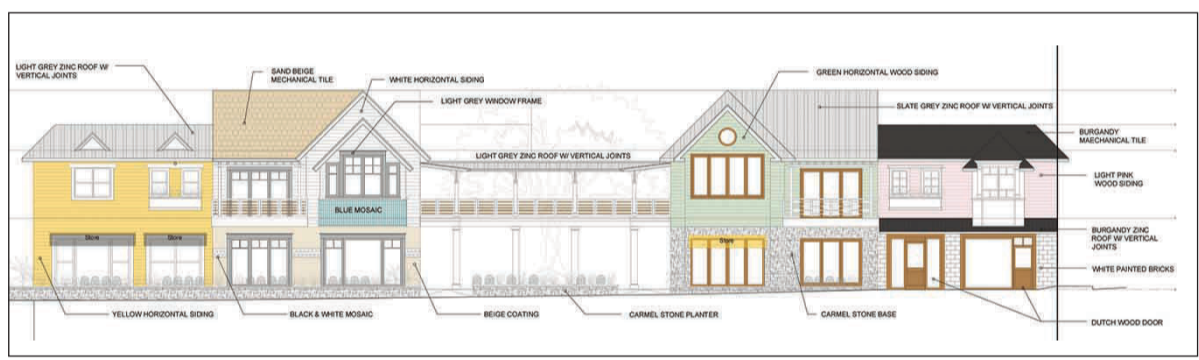 LIGHT GREY ZINC ROOF W/
VERTICAL JOINTS
SAND BEIGE
MECHANICAL TILE
WHITE HORIZONTAL SIDING
LIGHT GREY WINDOW FRAME
GREEN HORIZONTAL WOOD SIDING
SLATE GREY ZINC ROOF W/ VERTICAL JOINTS
BURGANDY
MAECHANICAL TILE
LIGHT GREY ZINC ROOF W/ VERTICAL JOINTS
LIGHT PINK
WOOD SIDING
BLUE MOSAIC
Store
Store
Store
BURGANDY ZINC
ROOF W/ VERTICAL
JOINTS
WHITE PAINTED BRICKS
YELLOW HORIZONTAL SIDING
BLACK & WHITE MOSAIC
BEIGE COATING
CARMEL STONE PLANTER
CARMEL STONE BASE
DUTCH WOOD DOOR